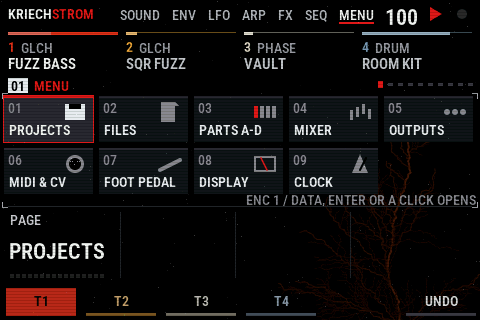 KRIECHSTROM SOUND ENV LFO ARP FX SEQ MENU 100
1 GLCH 2 GLCH 3 PHASE 4 DRUM
FUZZ BASS SQR FUZZ VAULT ROOM KIT
01 MENU
01 02 03 04 05
PROJECTS FILES PARTS A-D MIXER OUTPUTS
06 07 08 09
MIDI & CV FOOT PEDAL DISPLAY CLOCK
ENC 1 / DATA, ENTER OR A CLICK OPENS
PAGE
PROJECTS
T1 T2 T3 T4 UNDO